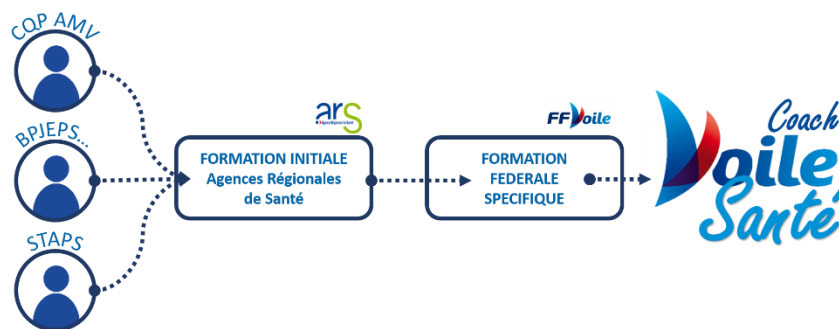 CQP AMV
BPJEPS...
STAPS
ars
FORMATION INITIALE
Agences Régionales
de Santé
FFVoile
FORMATION
FEDERALE
SPECIFIQUE
Coach
Voile
Santé